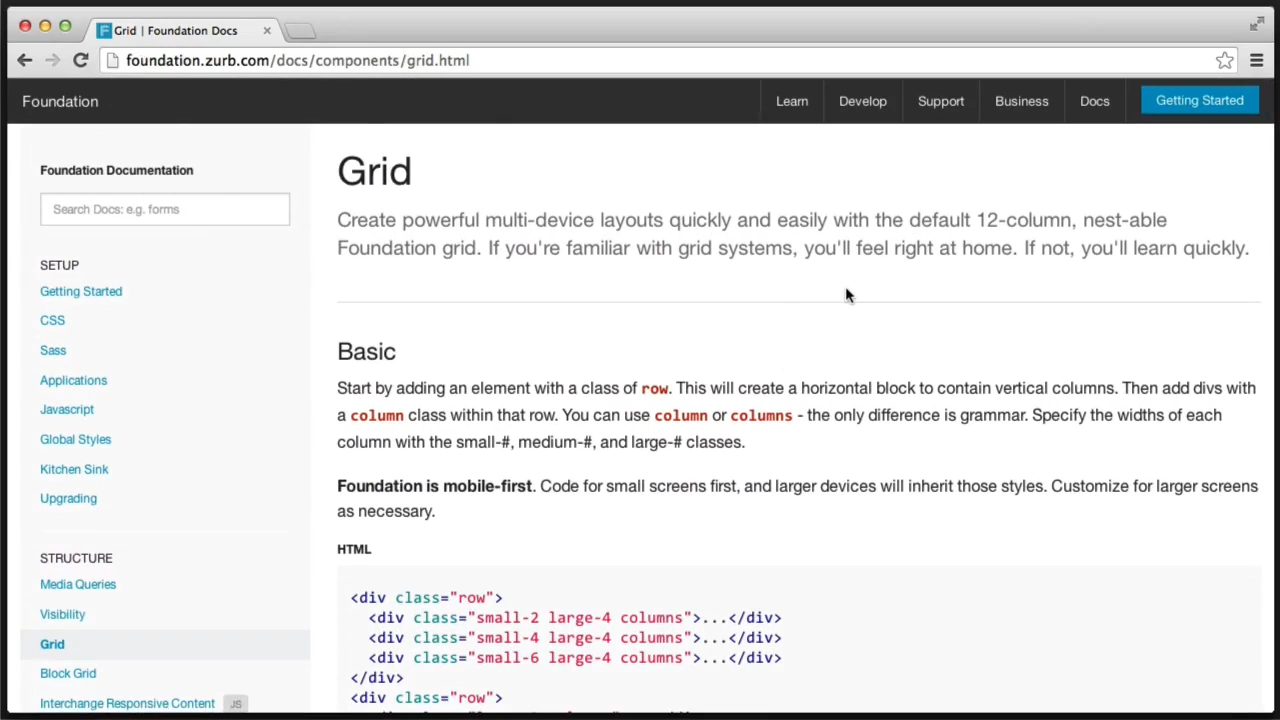 Grid | Foundation Docs
foundation.zurb.com/docs/components/grid.html
Foundation
Learn
Develop
Support
Business
Docs
Getting Started
Foundation Documentation
Search Docs: e.g. forms
SETUP
Getting Started
CSS
Sass
Applications
Javascript
Global Styles
Kitchen Sink
Upgrading
STRUCTURE
Media Queries
Visibility
Grid
Block Grid
Interchange Responsive Content JS
Grid
Create powerful multi-device layouts quickly and easily with the default 12-column, nest-able
Foundation grid. If you're familiar with grid systems, you'll feel right at home. If not, you'll learn quickly.
Basic
Start by adding an element with a class of row. This will create a horizontal block to contain vertical columns. Then add divs with
a column class within that row. You can use column or columns - the only difference is grammar. Specify the widths of each
column with the small-#, medium-#, and large-# classes.
Foundation is mobile-first. Code for small screens first, and larger devices will inherit those styles. Customize for larger screens
as necessary.
HTML
<div class="row">
<div class="small-2 large-4 columns">...</div>
<div class="small-4 large-4 columns">...</div>
<div class="small-6 large-4 columns">...</div>
</div>
<div class="row">